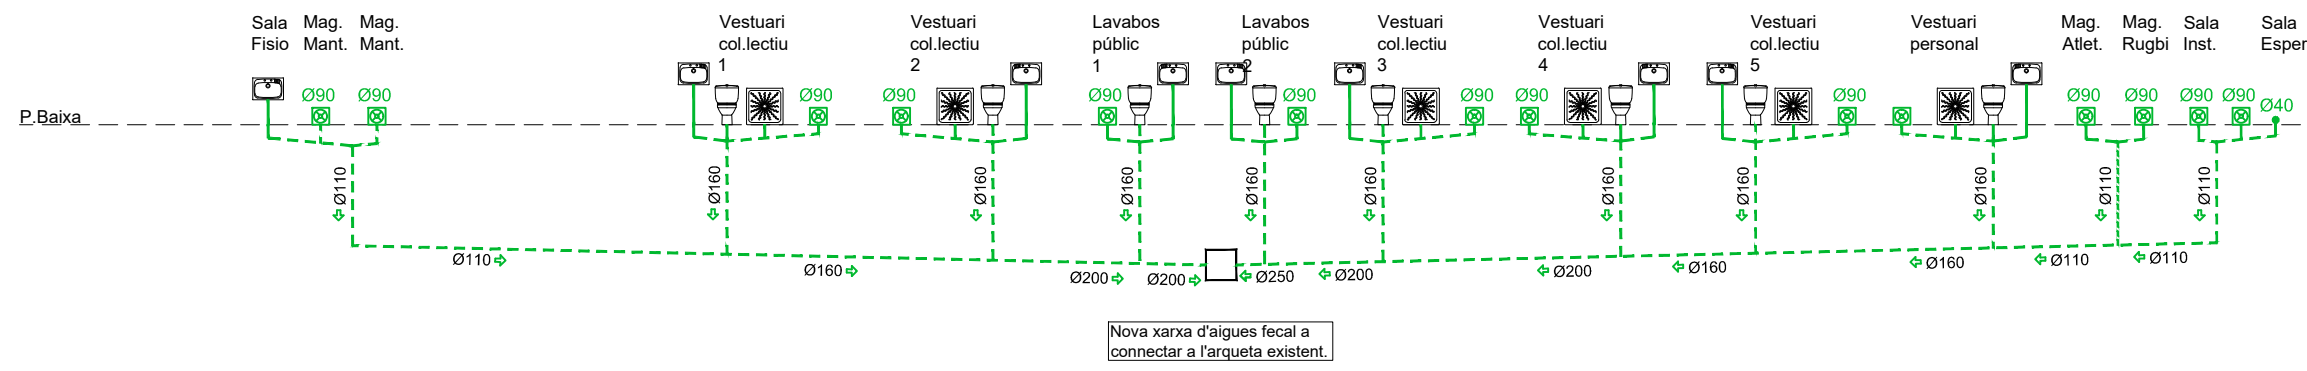 Sala
Fisio
Mag.
Mant.
Mag.
Mant.
Vestuari
col.lectiu
1
Vestuari
col.lectiu
2
Lavabos
públic
1
Lavabos
públic
2
Vestuari
col.lectiu
3
Vestuari
col.lectiu
4
Vestuari
col.lectiu
5
Vestuari
personal
Mag.
Atlet.
Mag.
Rugbi
Sala
Inst.
Sala
Esper
P.Baixa
Ø90
Ø90
Ø90
Ø90
Ø90
Ø90
Ø90
Ø90
Ø90
Ø90
Ø90
Ø90
Ø90
Ø40
Ø110
Ø160
Ø160
Ø160
Ø160
Ø160
Ø160
Ø160
Ø160
Ø110
Ø110
Ø110
Ø160
Ø200
Ø200
Ø250
Ø200
Ø200
Ø160
Ø160
Ø110
Ø110
Nova xarxa d'aigues fecal a
connectar a l'arqueta existent.